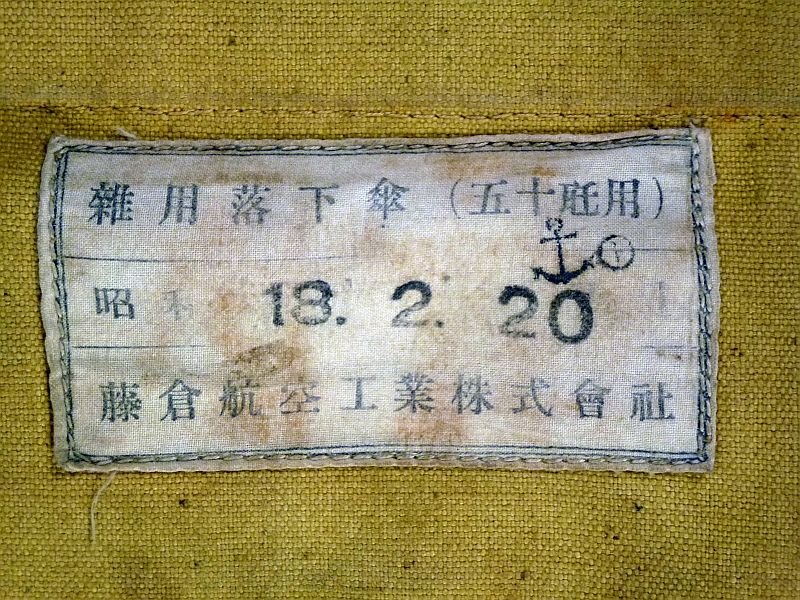 雜用落下傘(五十瓩用)
昭和 18. 2. 20
藤倉航空工業株式會社